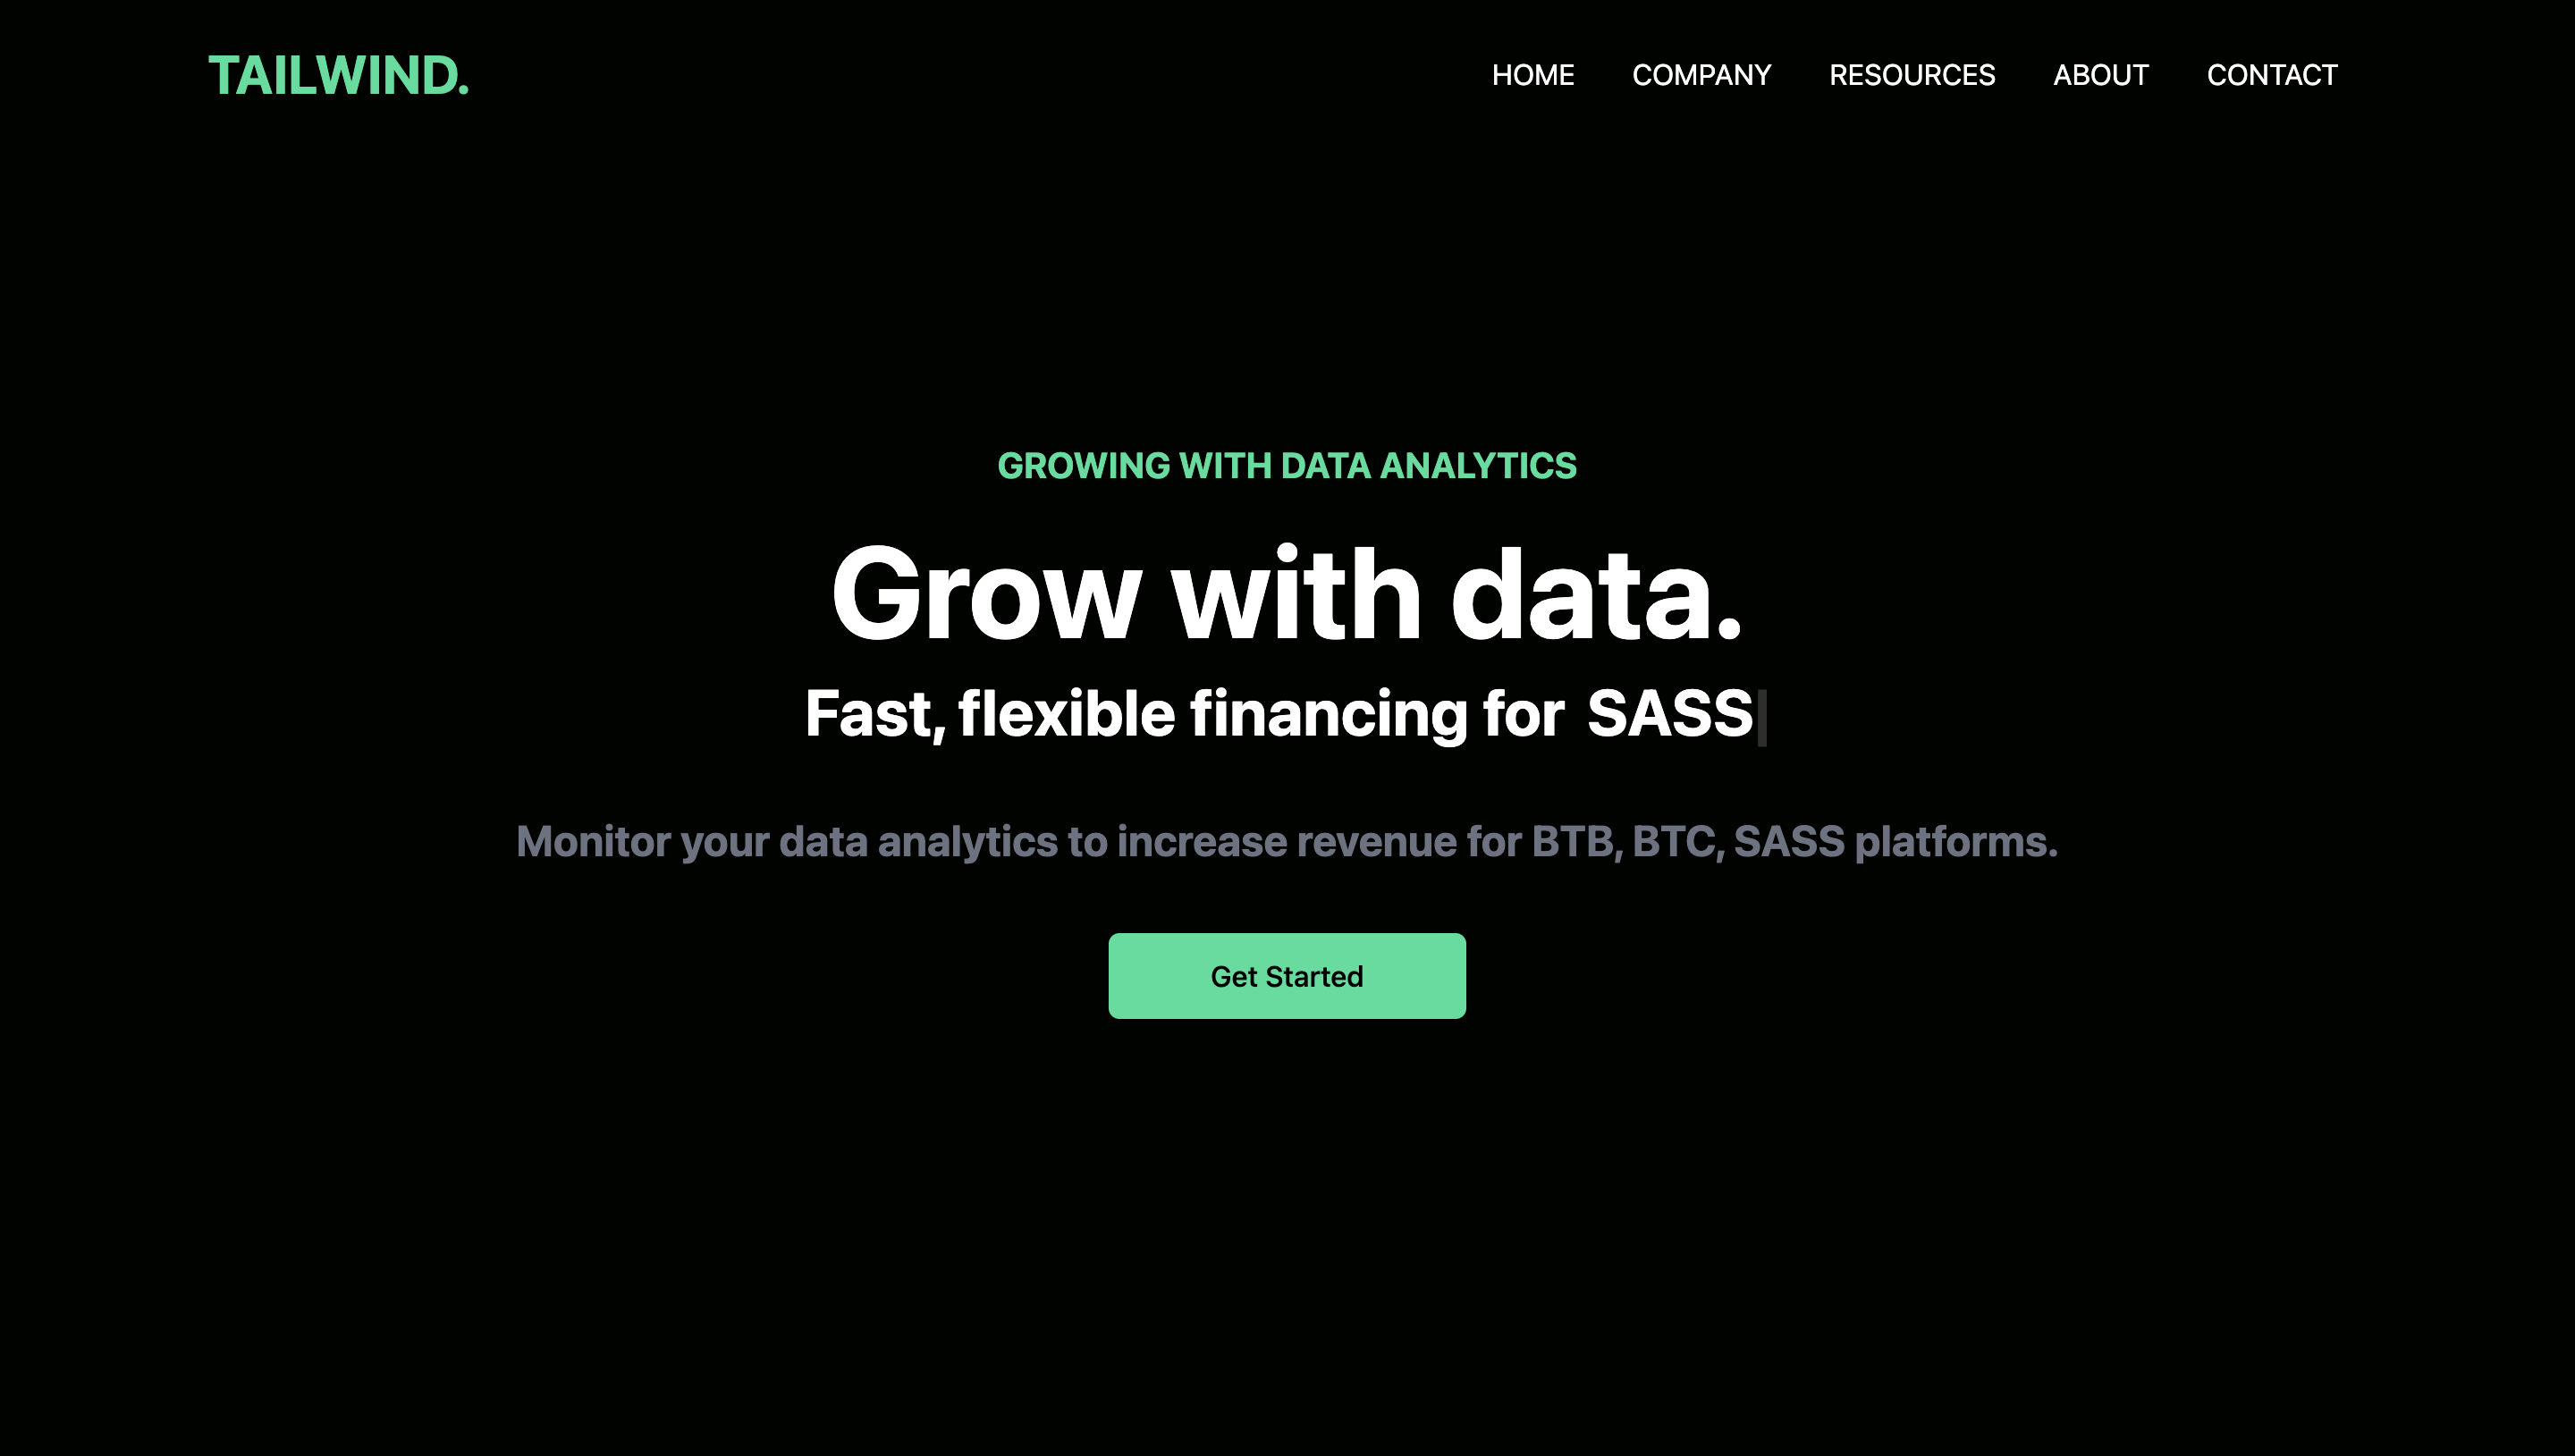 TAILWIND.
HOME COMPANY RESOURCES ABOUT CONTACT
GROWING WITH DATA ANALYTICS
Grow with data.
Fast, flexible financing for SASS
Monitor your data analytics to increase revenue for BTB, BTC, SASS platforms.
Get Started